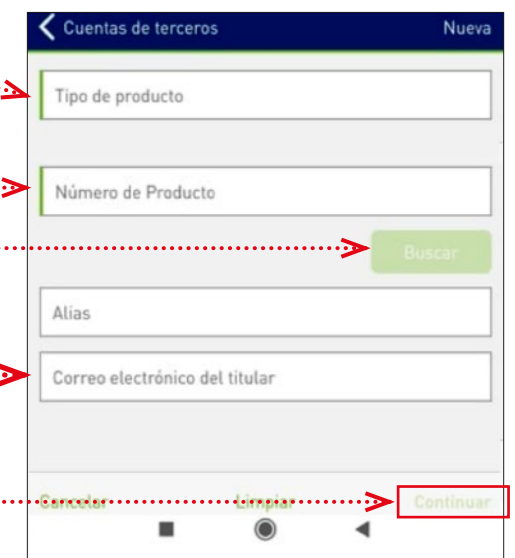 Cuentas de terceros Nueva
Tipo de producto
Número de Producto
Buscar
Alias
Correo electrónico del titular
Cancelar Limpiar Continuar